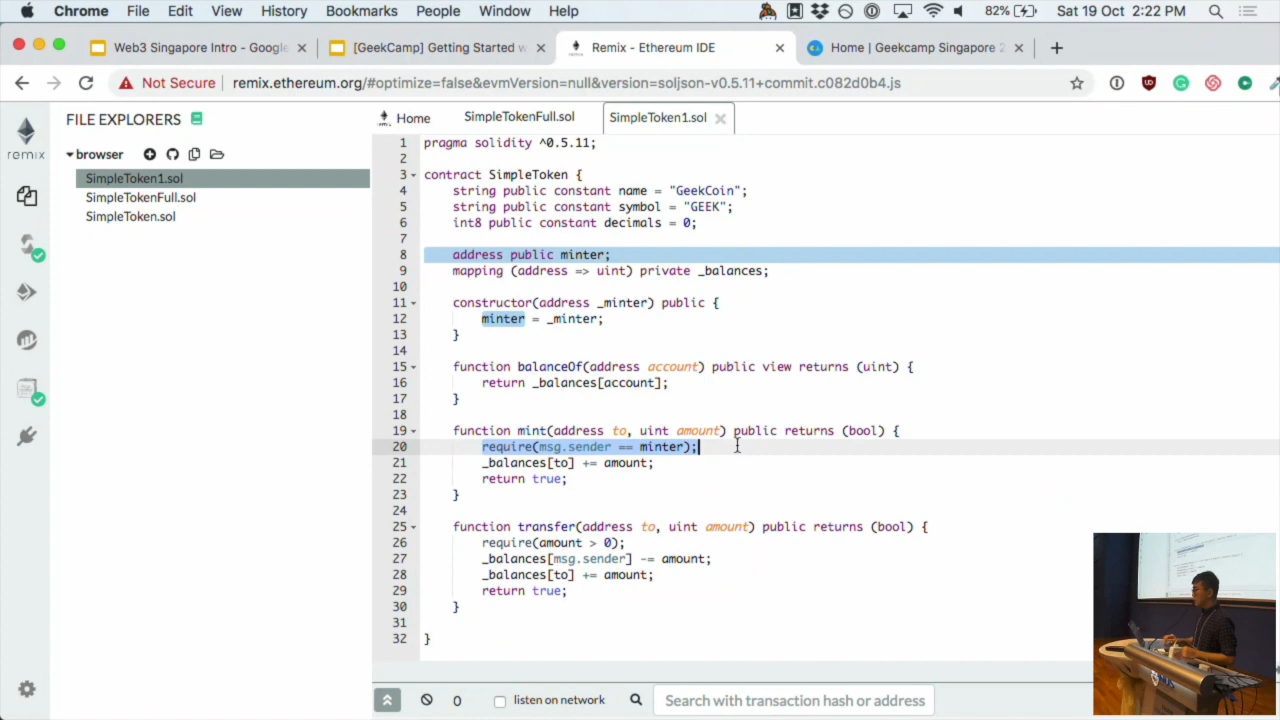 Chrome File Edit View History Bookmarks People Window Help 82% Sat 19 Oct 2:22 PM
Web3 Singapore Intro - Google [GeekCamp] Getting Started w Remix - Ethereum IDE Home | Geekcamp Singapore 2
Not Secure remix.ethereum.org/#optimize=false&evmVersion=null&version=soljson-v0.5.11+commit.c082d0b4.js
remix
FILE EXPLORERS
browser
SimpleToken1.sol
SimpleTokenFull.sol
SimpleToken.sol
Home SimpleTokenFull.sol SimpleToken1.sol
1 pragma solidity ^0.5.11;
2
3 contract SimpleToken {
4 string public constant name = "GeekCoin";
5 string public constant symbol = "GEEK";
6 int8 public constant decimals = 0;
7
8 address public minter;
9 mapping (address => uint) private _balances;
10
11 constructor(address _minter) public {
12 minter = _minter;
13 }
14
15 function balanceOf(address account) public view returns (uint) {
16 return _balances[account];
17 }
18
19 function mint(address to, uint amount) public returns (bool) {
20 require(msg.sender == minter);
21 _balances[to] += amount;
22 return true;
23 }
24
25 function transfer(address to, uint amount) public returns (bool) {
26 require(amount > 0);
27 _balances[msg.sender] -= amount;
28 _balances[to] += amount;
29 return true;
30 }
31
32 }
0 listen on network Search with transaction hash or address
NUS